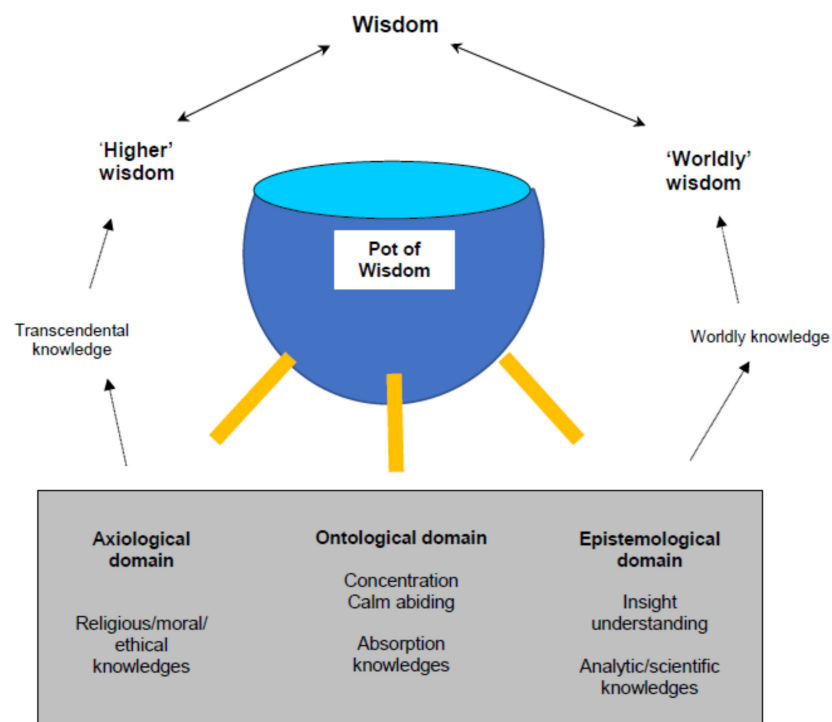 Wisdom
‘Higher’
wisdom
‘Worldly’
wisdom
Pot of
Wisdom
Transcendental
knowledge
Worldly knowledge
Axiological
domain
Religious/moral/
ethical
knowledges
Ontological domain
Concentration
Calm abiding
Absorption
knowledges
Epistemological
domain
Insight
understanding
Analytic/scientific
knowledges